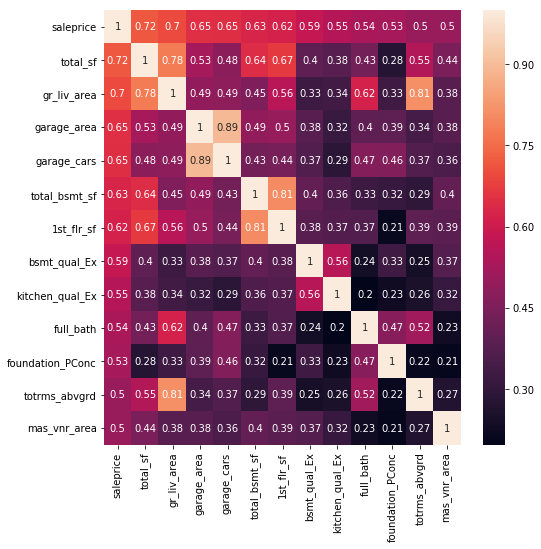 saleprice 1 0.72 0.7 0.65 0.65 0.63 0.62 0.59 0.55 0.54 0.53 0.5 0.5
total_sf 0.72 1 0.78 0.53 0.48 0.64 0.67 0.4 0.38 0.43 0.28 0.55 0.44
gr_liv_area 0.7 0.78 1 0.49 0.49 0.45 0.56 0.33 0.34 0.62 0.33 0.81 0.38
garage_area 0.65 0.53 0.49 1 0.89 0.49 0.5 0.38 0.32 0.4 0.39 0.34 0.38
garage_cars 0.65 0.48 0.49 0.89 1 0.43 0.44 0.37 0.29 0.47 0.46 0.37 0.36
total_bsmt_sf 0.63 0.64 0.45 0.49 0.43 1 0.81 0.4 0.36 0.33 0.32 0.29 0.4
1st_flr_sf 0.62 0.67 0.56 0.5 0.44 0.81 1 0.38 0.37 0.37 0.21 0.39 0.39
bsmt_qual_Ex 0.59 0.4 0.33 0.38 0.37 0.4 0.38 1 0.56 0.24 0.33 0.25 0.37
kitchen_qual_Ex 0.55 0.38 0.34 0.32 0.29 0.36 0.37 0.56 1 0.2 0.23 0.26 0.32
full_bath 0.54 0.43 0.62 0.4 0.47 0.33 0.37 0.24 0.2 1 0.47 0.52 0.23
foundation_PConc 0.53 0.28 0.33 0.39 0.46 0.32 0.21 0.33 0.23 0.47 1 0.22 0.21
totrms_abvgrd 0.5 0.55 0.81 0.34 0.37 0.29 0.39 0.25 0.26 0.52 0.22 1 0.27
mas_vnr_area 0.5 0.44 0.38 0.38 0.36 0.4 0.39 0.37 0.32 0.23 0.21 0.27 1
saleprice
total_sf
gr_liv_area
garage_area
garage_cars
total_bsmt_sf
1st_flr_sf
bsmt_qual_Ex
kitchen_qual_Ex
full_bath
foundation_PConc
totrms_abvgrd
mas_vnr_area
0.90
0.75
0.60
0.45
0.30